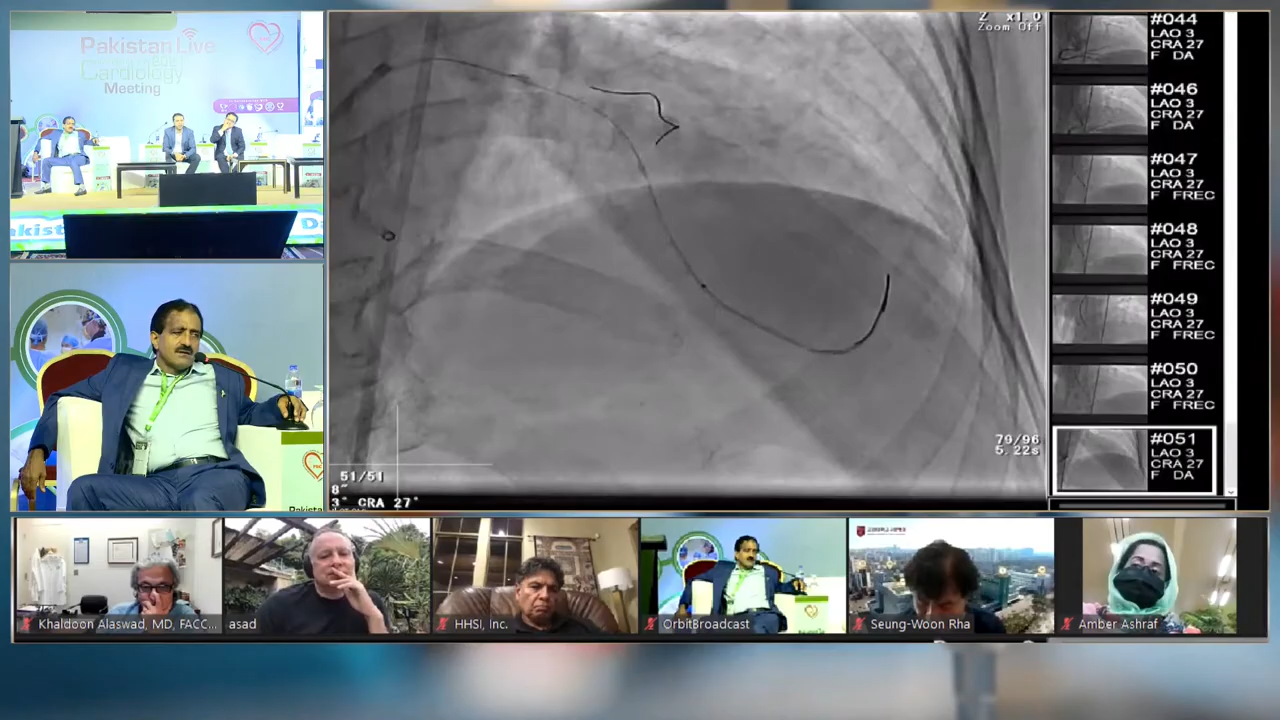 Pakistan Live
Cardiology
Meeting
akist
Da
Z x1.0
Zoom Off
79/96
5.22s
51/51
8"
3° CRA 27°
#044
LAO 3
CRA 27
F DA
#046
LAO 3
CRA 27
F DA
#047
LAO 3
CRA 27
F FREC
#048
LAO 3
CRA 27
F FREC
#049
LAO 3
CRA 27
F FREC
#050
LAO 3
CRA 27
F FREC
#051
LAO 3
CRA 27
F DA
Pakista
Khaldoon Alaswad, MD, FACC...
asad
HHSI, Inc.
OrbitBroadcast
Seung-Woon Rha
Amber Ashraf